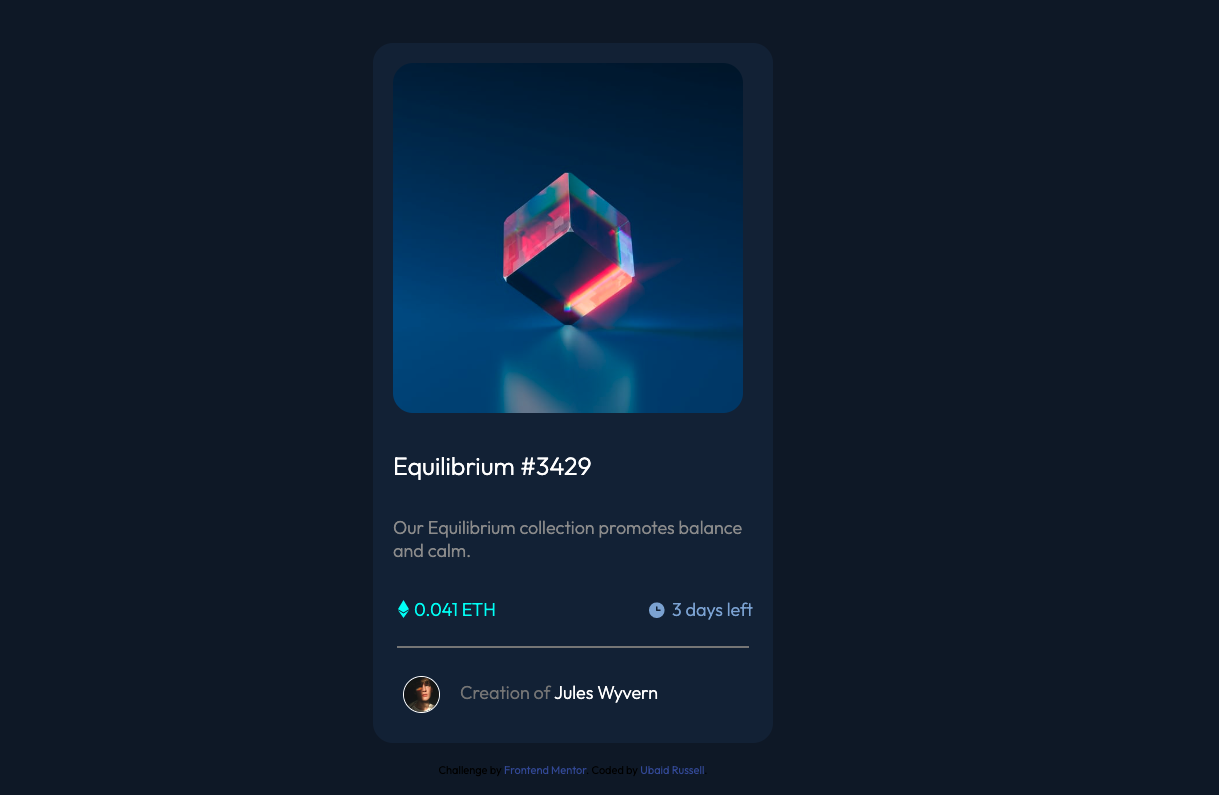 Equilibrium #3429
Our Equilibrium collection promotes balance
and calm.
0.041 ETH
3 days left
Creation of Jules Wyvern
Challenge by Frontend Mentor. Coded by Ubaid Russell.